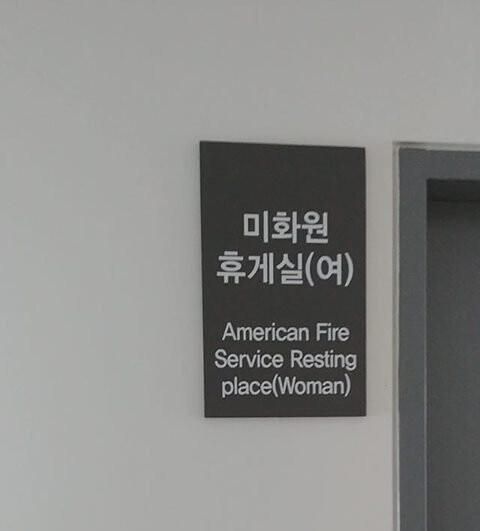 미화원
휴게실(여)
American Fire
Service Resting
place(Woman)